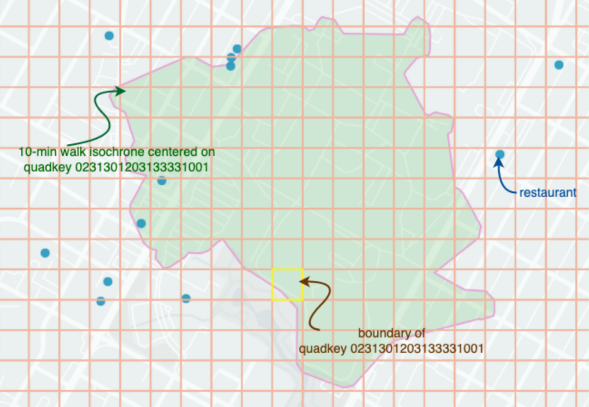 10-min walk isochrone centered on
quadkey 0231301203133331001
restaurant
boundary of
quadkey 0231301203133331001